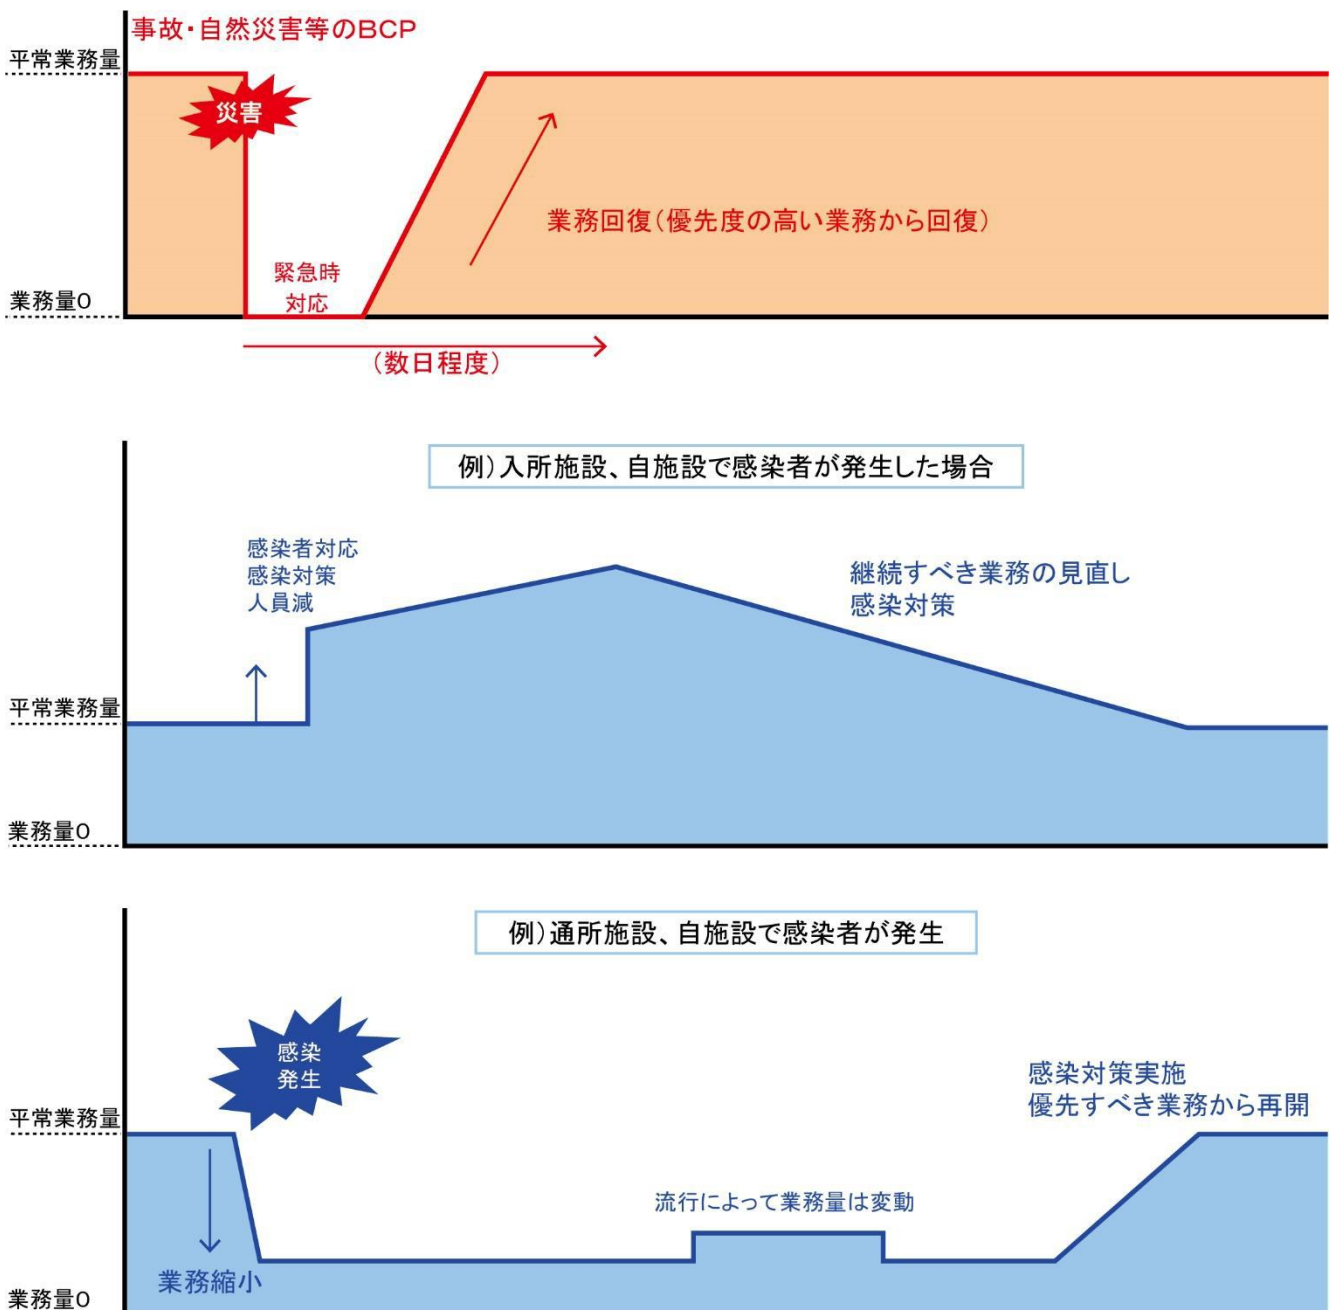 事故・自然災害等のBCP
平常業務量
災害
業務回復(優先度の高い業務から回復)
緊急時
対応
業務量0
(数日程度)
例)入所施設、自施設で感染者が発生した場合
感染者対応
感染対策
人員減
継続すべき業務の見直し
感染対策
平常業務量
業務量0
例)通所施設、自施設で感染者が発生
感染
発生
感染対策実施
優先すべき業務から再開
平常業務量
流行によって業務量は変動
業務縮小
業務量0